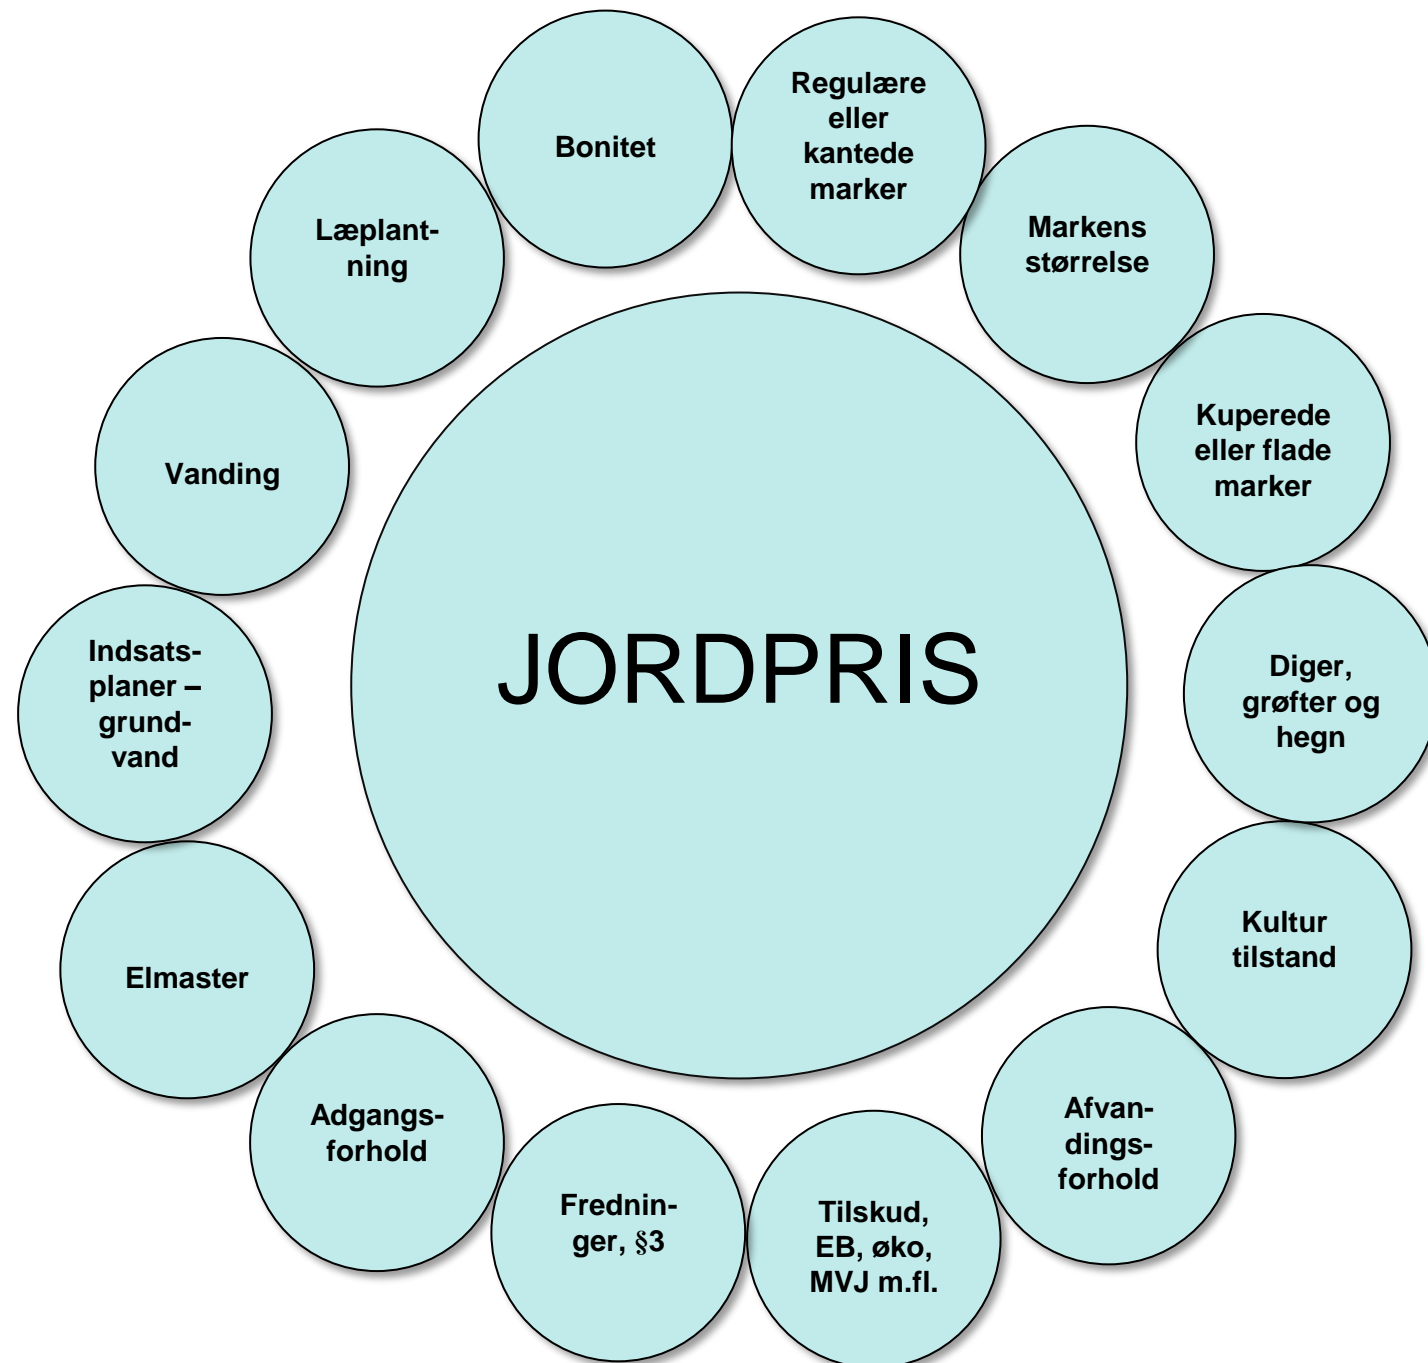 Bonitet
Regulære
eller
kantede
marker
Markens
størrelse
Kuperede
eller flade
marker
Diger,
grøfter og
hegn
Kultur
tilstand
Afvan-
dings-
forhold
Tilskud,
EB, øko,
MVJ m.fl.
Frednin-
ger, §3
Adgangs-
forhold
Elmaster
Indsats-
planer –
grund-
vand
Vanding
Læplant-
ning
JORDPRIS